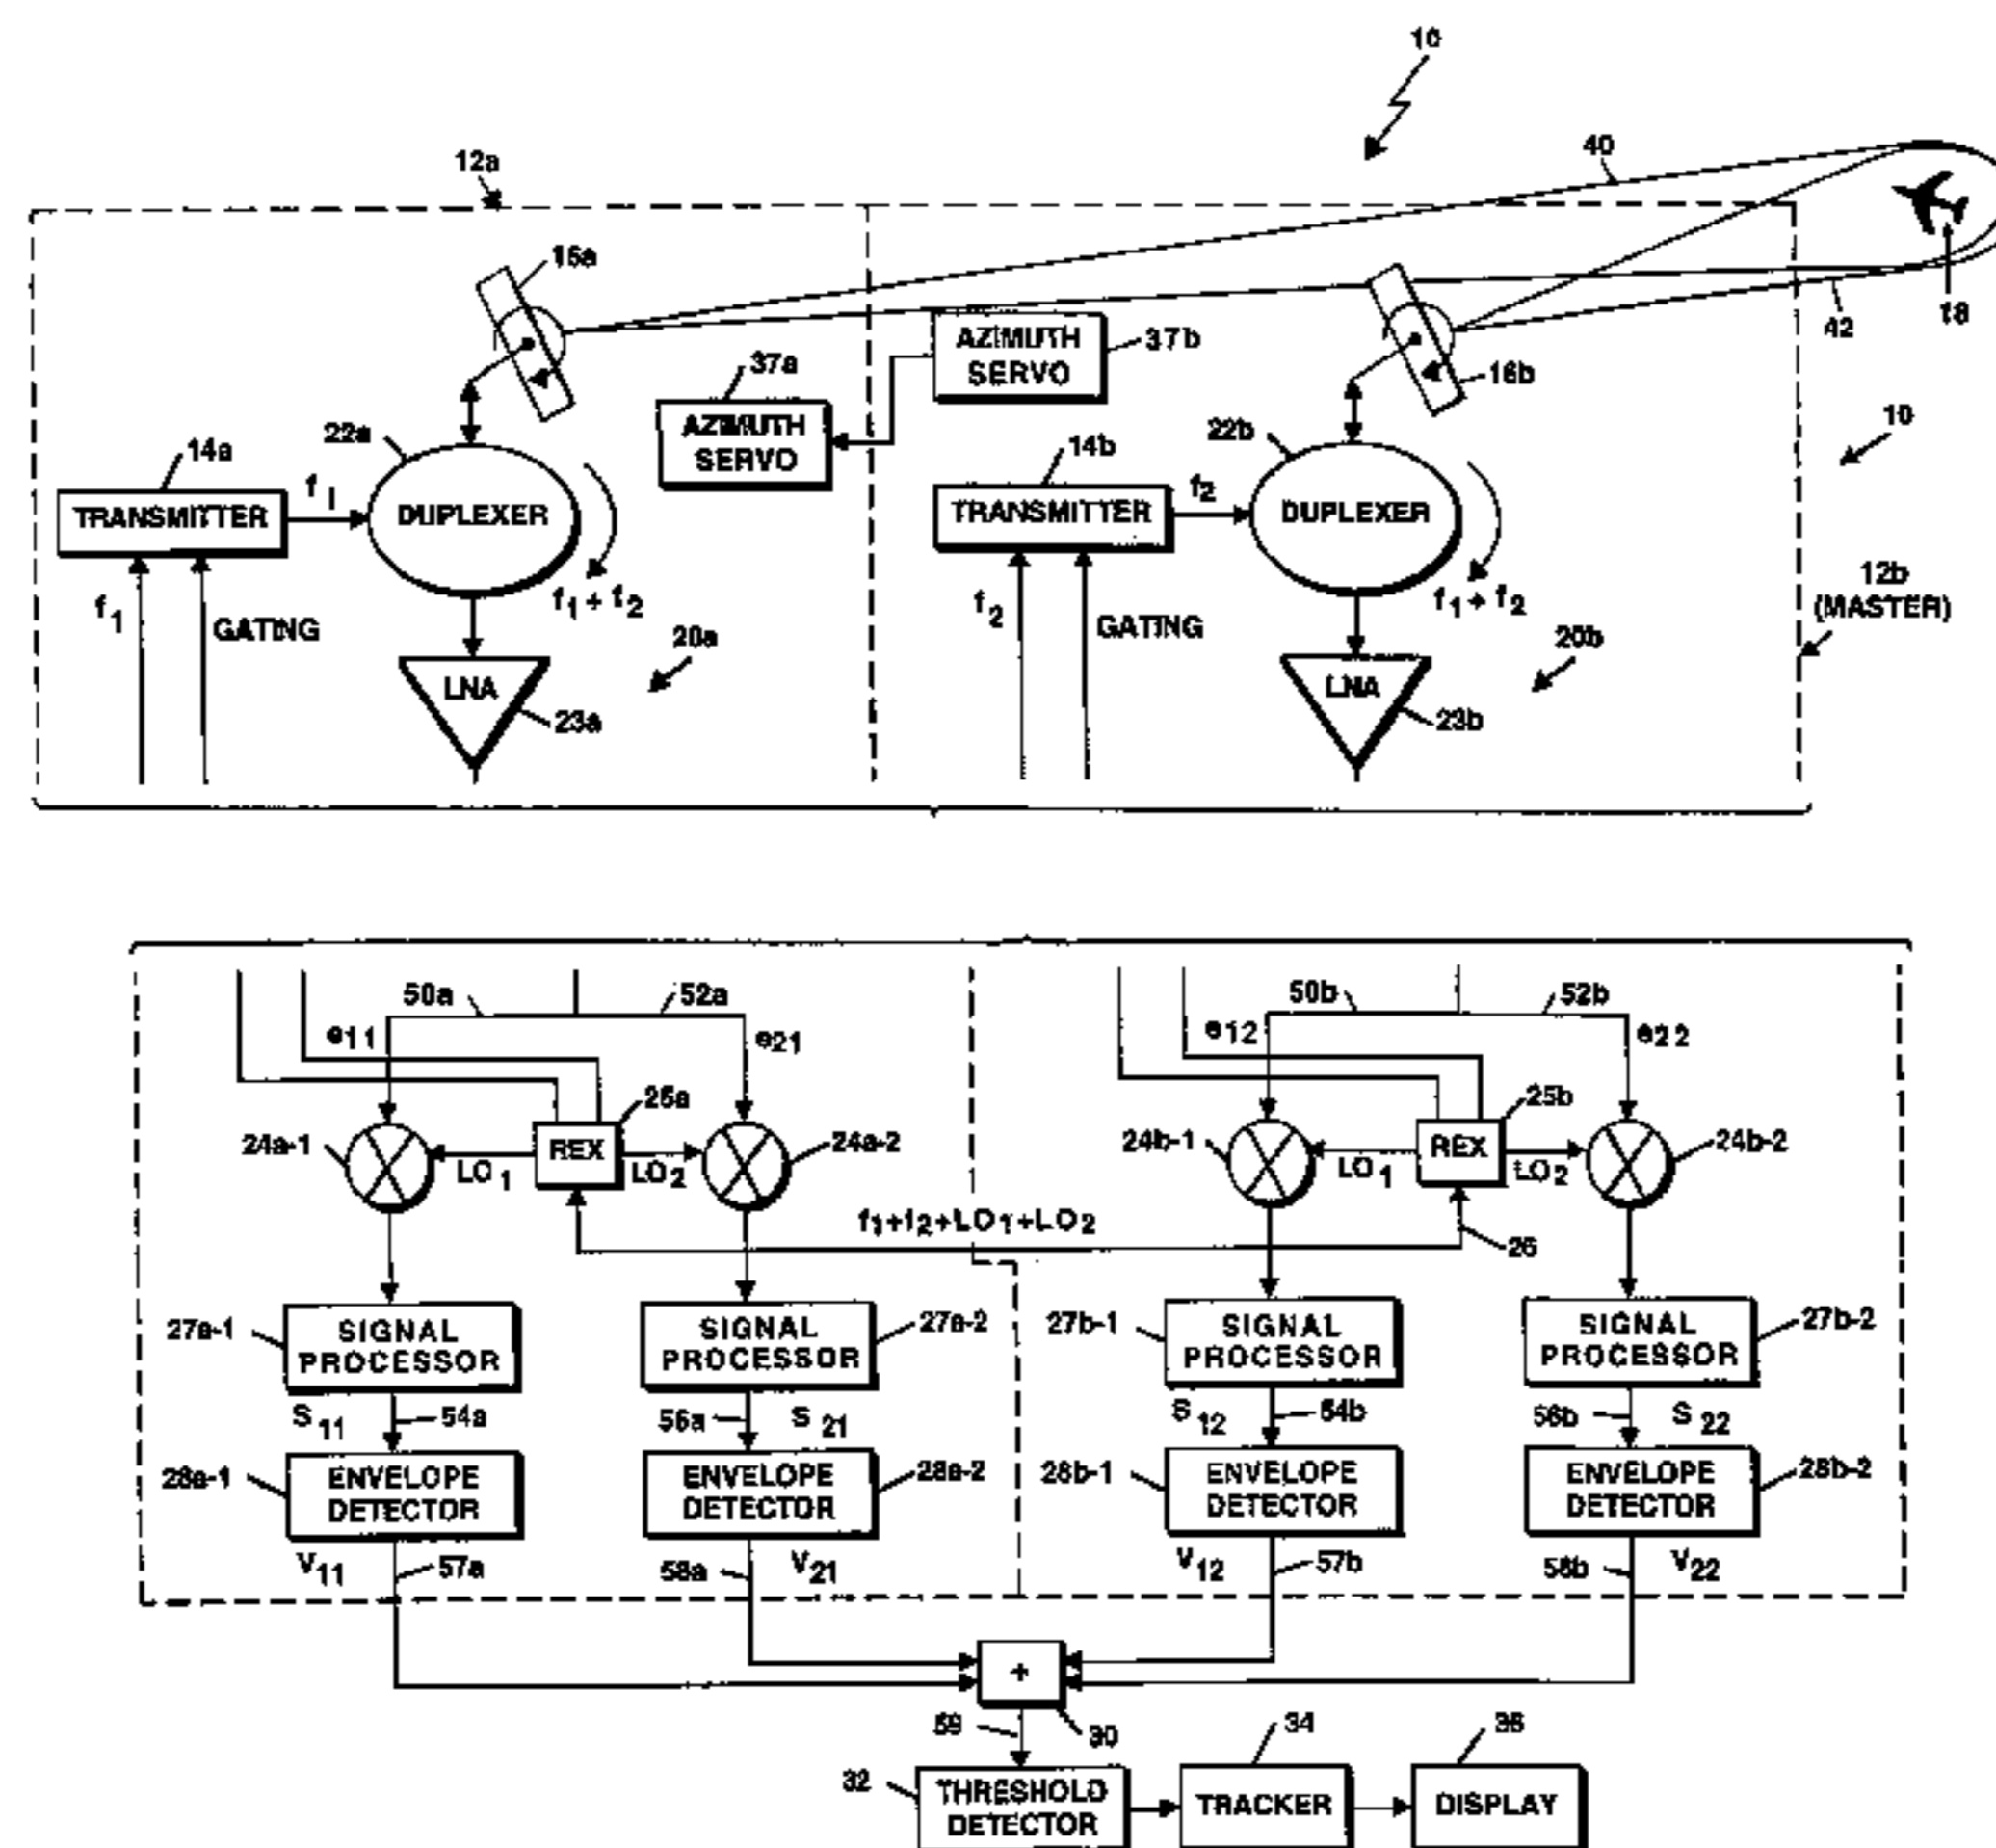 10
40
12a
15a
18
42
AZIMUTH
SERVO
37b
37a
16b
AZIMUTH
SERVO
10
22a
22b
14a
14b
f1
f2
TRANSMITTER
DUPLEXER
TRANSMITTER
DUPLEXER
12b
(MASTER)
f1
f1 + f2
f2
f1 + f2
GATING
GATING
20a
20b
LNA
LNA
23a
23b
50a
52a
50b
52b
e11
e21
e12
e22
25a
25b
24a-1
REX
24a-2
24b-1
REX
24b-2
LO1
LO2
LO1
LO2
f1+f2+LO1+LO2
26
27a-1
SIGNAL
PROCESSOR
27a-2
SIGNAL
PROCESSOR
27b-1
SIGNAL
PROCESSOR
27b-2
SIGNAL
PROCESSOR
S11
54a
56a
S21
S12
54b
56b
S22
28a-1
ENVELOPE
DETECTOR
28a-2
ENVELOPE
DETECTOR
28b-1
ENVELOPE
DETECTOR
28b-2
ENVELOPE
DETECTOR
V11
57a
58a
V21
V12
57b
58b
V22
+
59
30
34
36
32
THRESHOLD
DETECTOR
TRACKER
DISPLAY